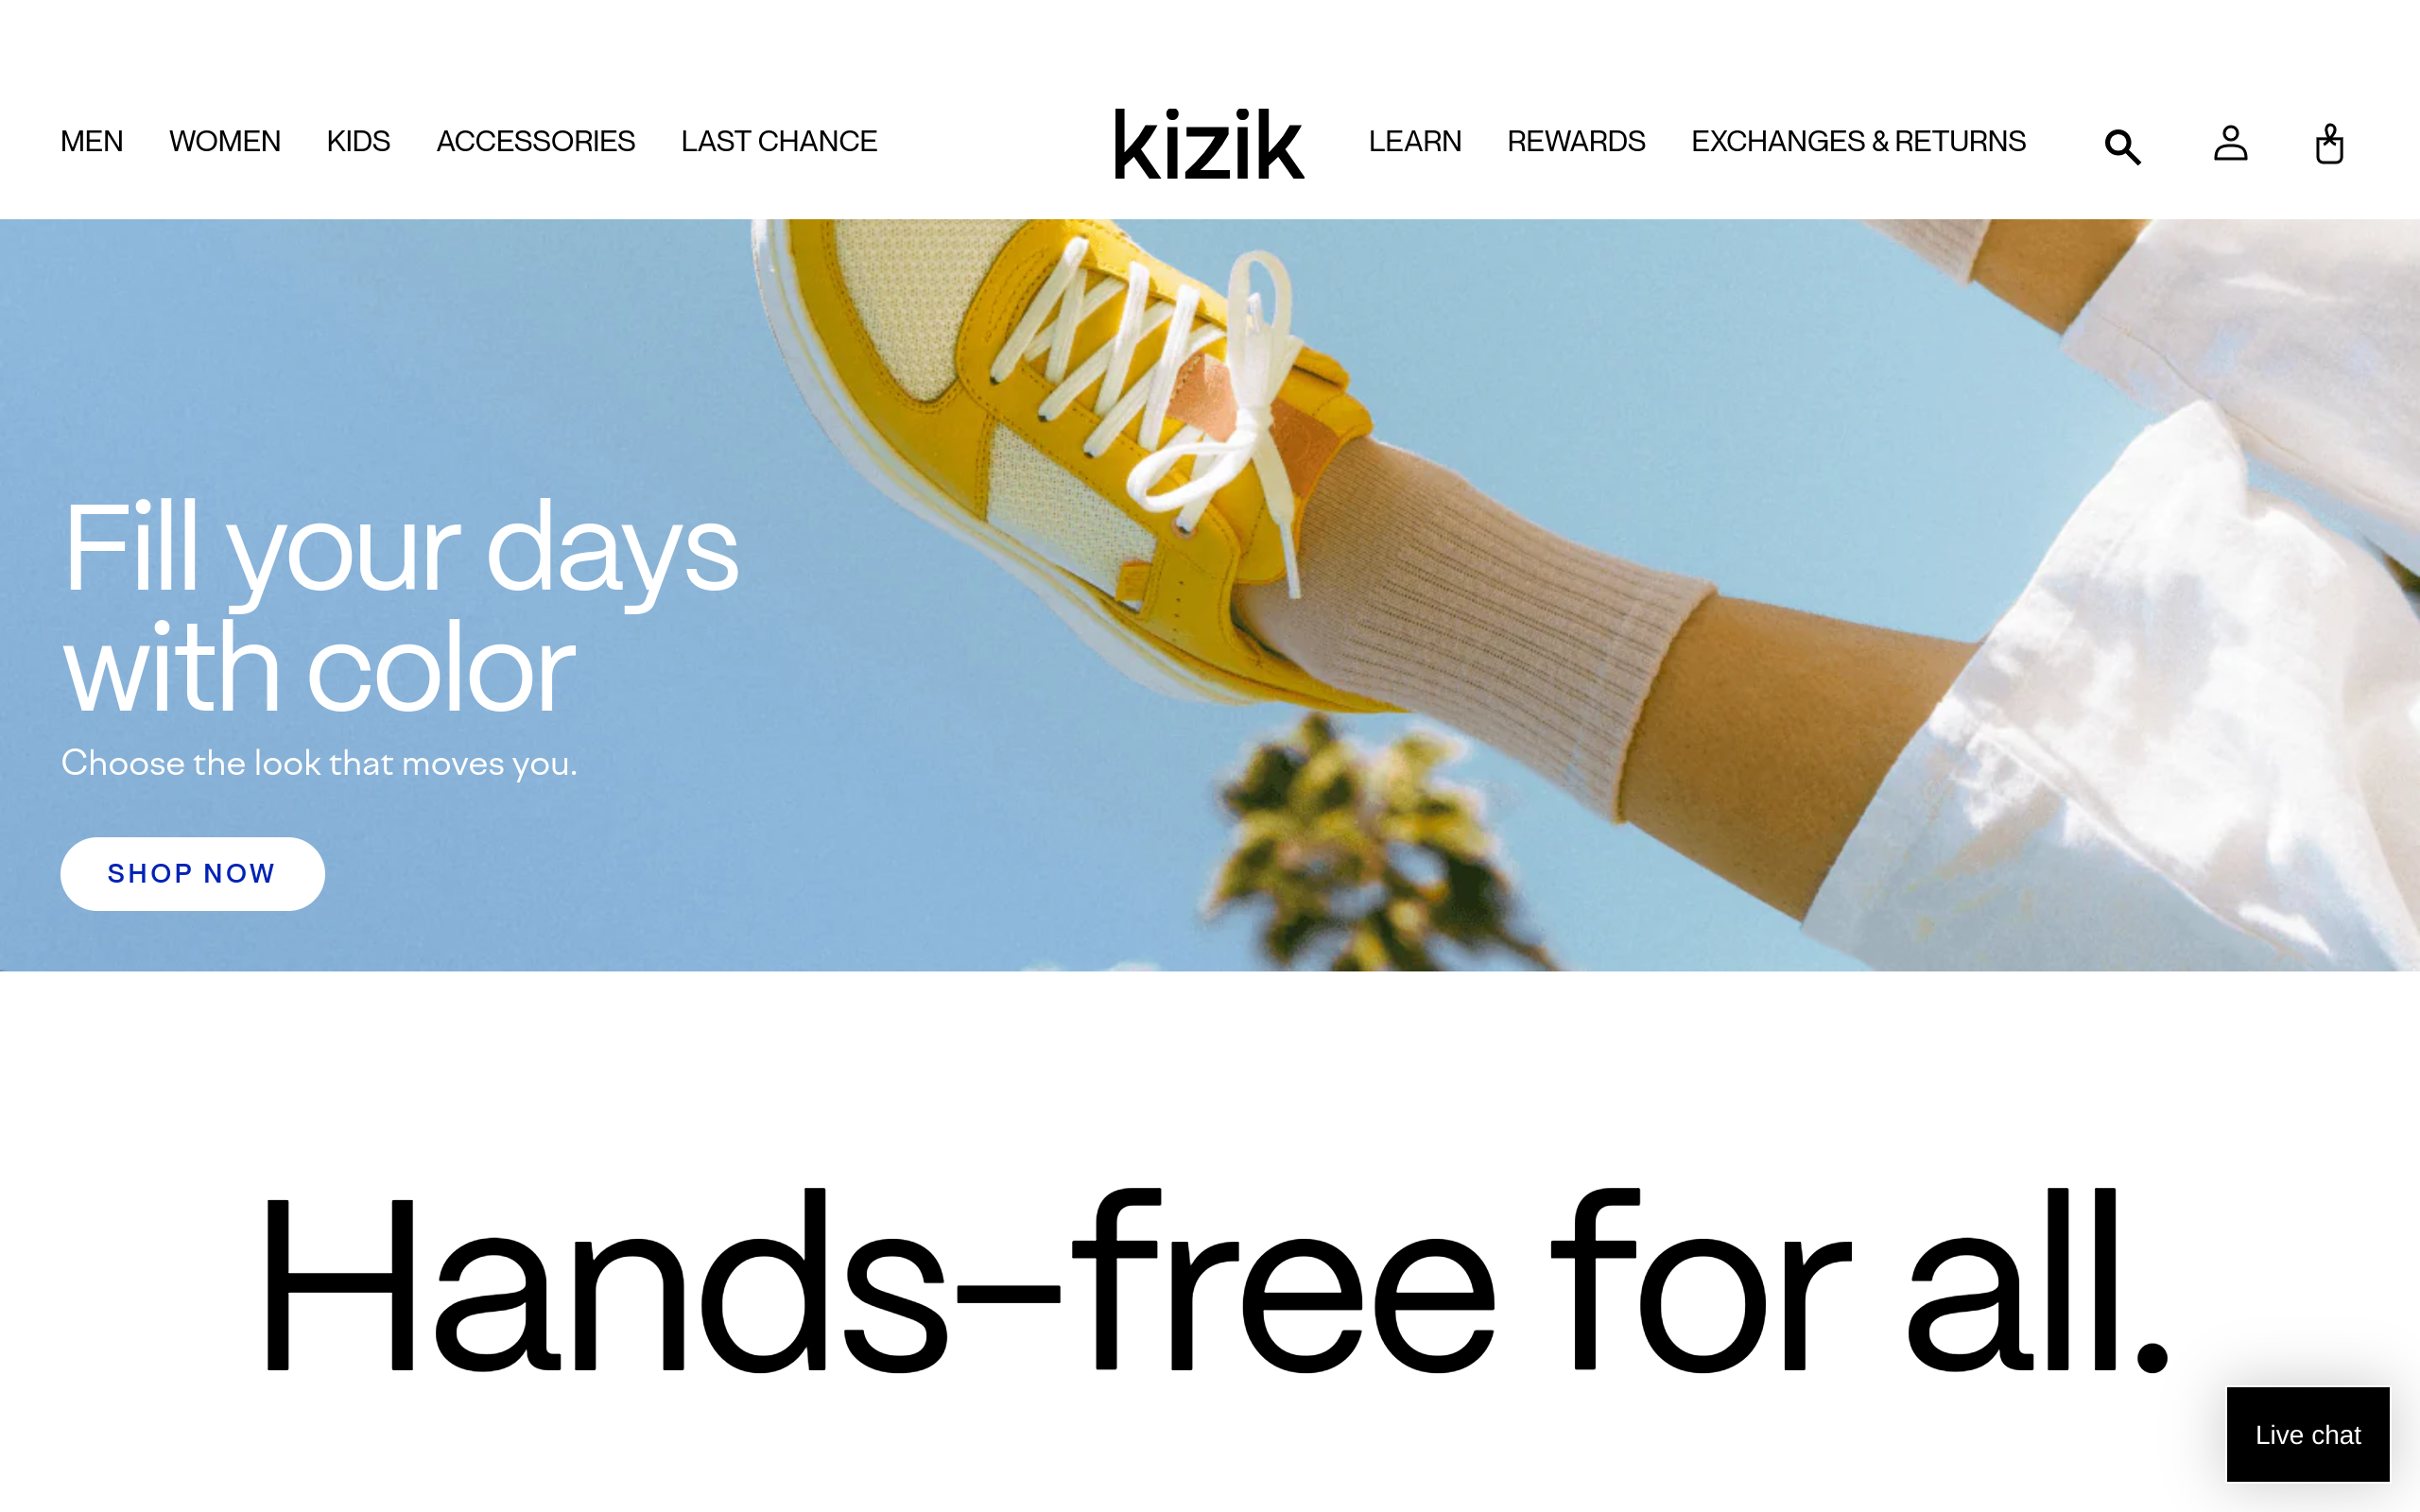 MEN WOMEN KIDS ACCESSORIES LAST CHANCE kizik LEARN REWARDS EXCHANGES & RETURNS
Fill your days
with color
Choose the look that moves you.
SHOP NOW
Hands-free for all.
Live chat